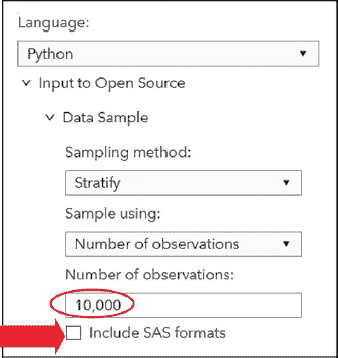 Language:
Python
Input to Open Source
Data Sample
Sampling method:
Stratify
Sample using:
Number of observations
Number of observations:
10,000
Include SAS formats